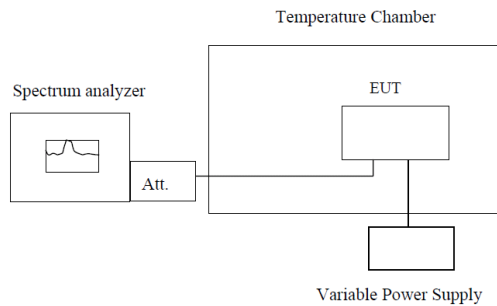 Temperature Chamber
Spectrum analyzer
EUT
Att.
Variable Power Supply